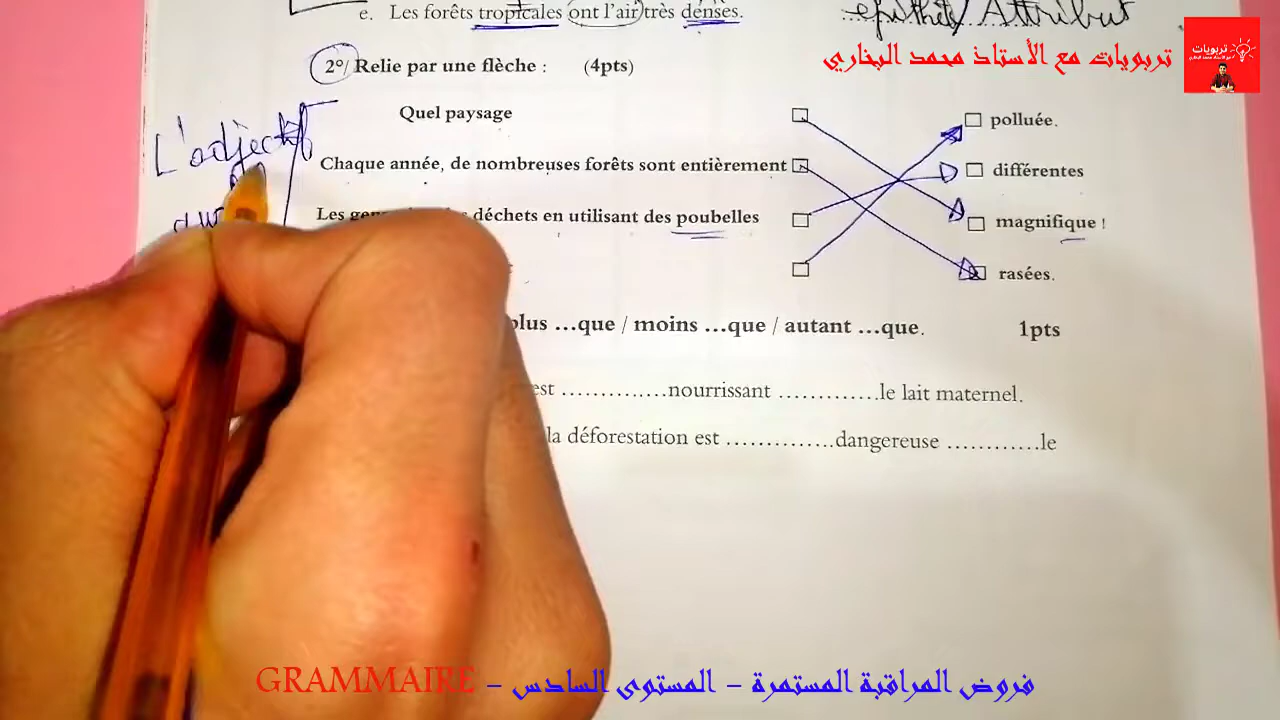 e. Les forêts tropicales ont l'air très denses.
épithète / Attribut
تربويات مع الأستاذ محمد البخاري
تربويات
2°/ Relie par une flèche : (4pts)
Quel paysage
polluée.
L'adjectif
Chaque année, de nombreuses forêts sont entièrement
différentes
Les déchets en utilisant des poubelles
magnifique !
rasées.
plus …que / moins …que / autant …que. 1pts
est ………….nourrissant ………….le lait maternel.
la déforestation est …………..dangereuse …………le
GRAMMAIRE – فروض المراقبة المستمرة – المستوى السادس